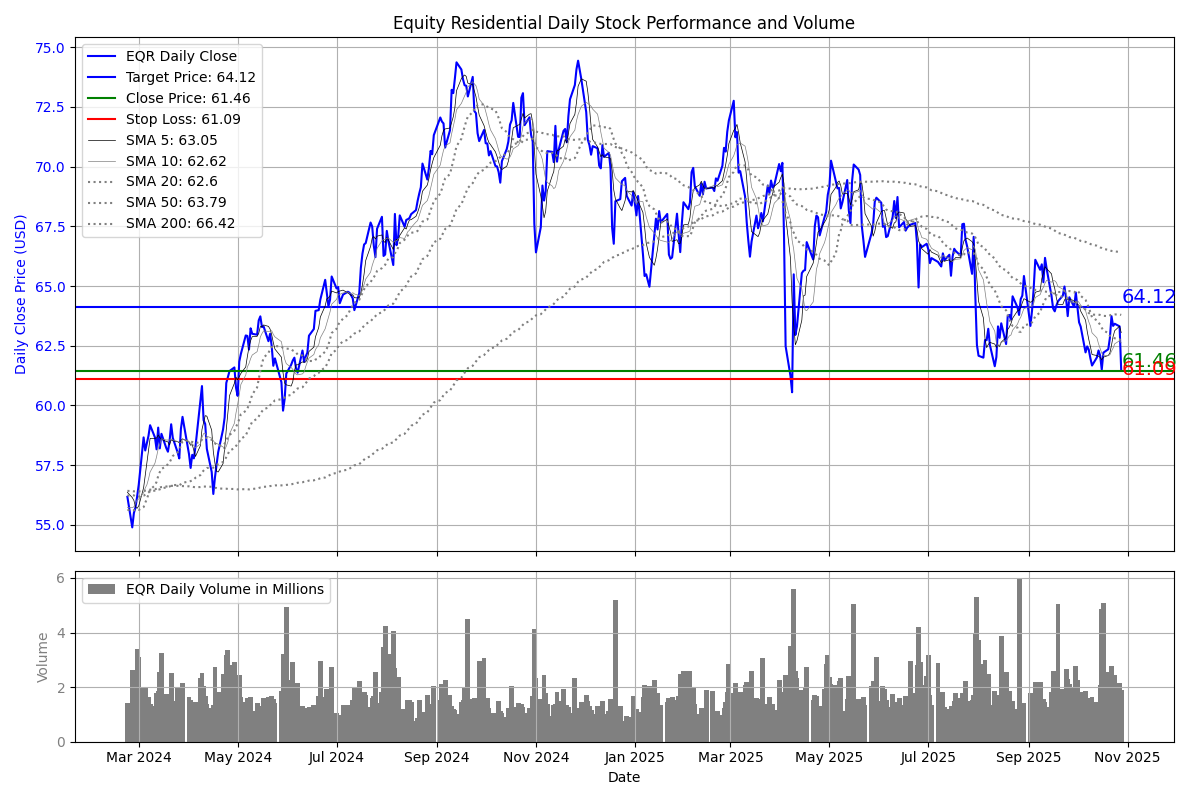 Equity Residential Daily Stock Performance and Volume
75.0
72.5
70.0
67.5
65.0
62.5
60.0
57.5
55.0
Daily Close Price (USD)
EQR Daily Close
Target Price: 64.12
Close Price: 61.46
Stop Loss: 61.09
SMA 5: 63.05
SMA 10: 62.62
SMA 20: 62.6
SMA 50: 63.79
SMA 200: 66.42
64.12
61.46
61.09
6
4
2
0
Volume
EQR Daily Volume in Millions
Mar 2024
May 2024
Jul 2024
Sep 2024
Nov 2024
Jan 2025
Mar 2025
May 2025
Jul 2025
Sep 2025
Nov 2025
Date